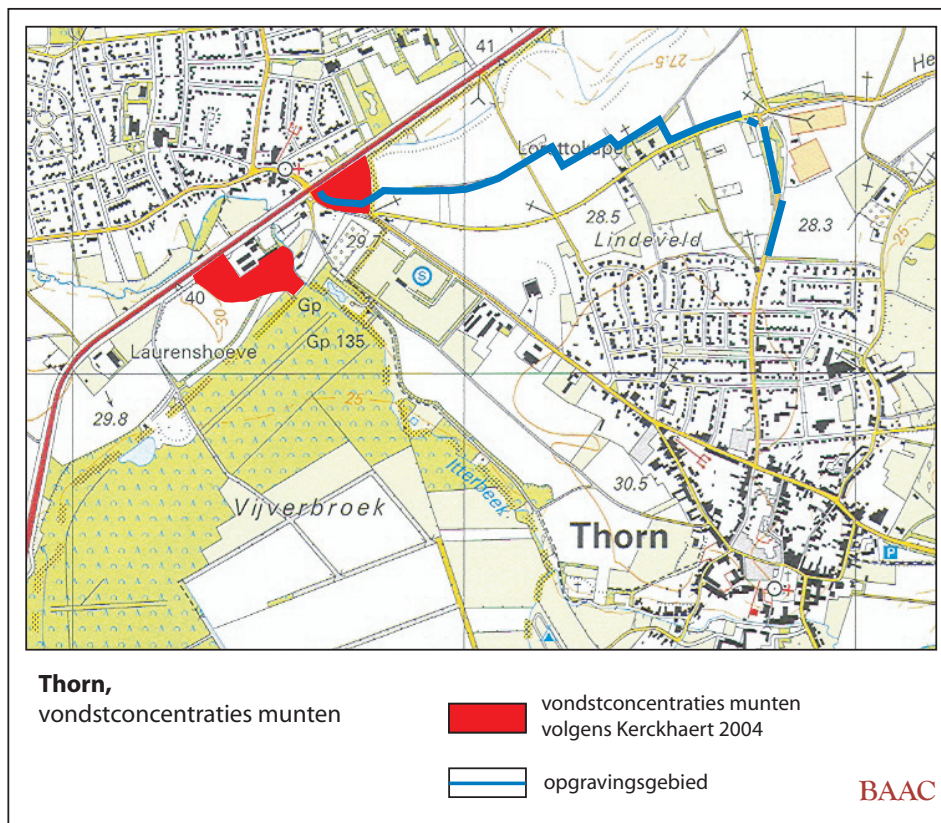 41
27.5
He
Lorettokapel
28.5
Lindeveld
28.3
25
29.7
S
40
30
Gp
Gp 135
Laurenshoeve
25
29.8
Itterbeek
30.5
Vijverbroek
Thorn
P
Thorn,
vondstconcentraties munten
vondstconcentraties munten
volgens Kerckhaert 2004
opgravingsgebied
BAAC